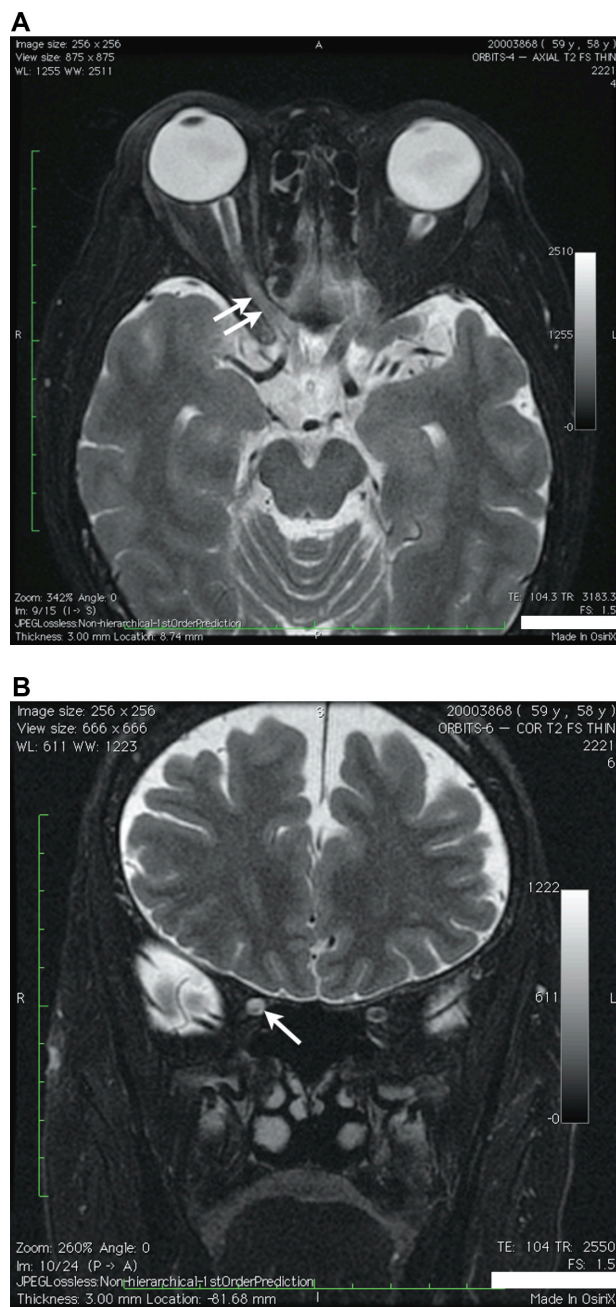 A
Image size: 256 x 256
View size: 875 x 875
WL: 1255 WW: 2511
A
20003868 ( 59 y , 58 y )
ORBITS-4 — AXIAL T2 FS THIN
2221
4
2510
1255
-0
R
L
Zoom: 342% Angle: 0
Im: 9/15 (I -> S)
JPEGLossless:Non-hierarchical-1stOrderPrediction
Thickness: 3.00 mm Location: 8.74 mm
P
TE: 104.3 TR: 3183.3
FS: 1.5
Made In OsiriX
B
Image size: 256 x 256
View size: 666 x 666
WL: 611 WW: 1223
S
20003868 ( 59 y , 58 y )
ORBITS-6 — COR T2 FS THIN
2221
6
1222
611
-0
R
L
Zoom: 260% Angle: 0
Im: 10/24 (P -> A)
JPEGLossless:Non-hierarchical-1stOrderPrediction
Thickness: 3.00 mm Location: -81.68 mm
I
TE: 104 TR: 2550
FS: 1.5
Made In OsiriX